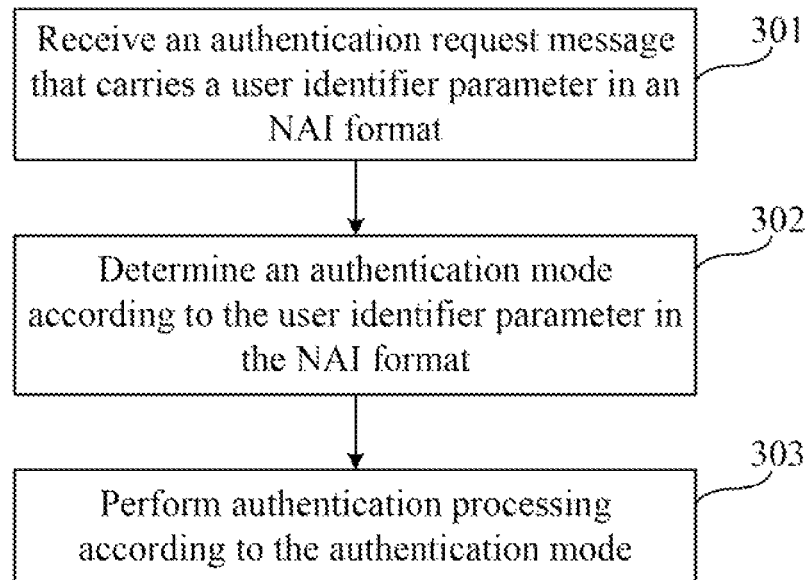 Receive an authentication request message
that carries a user identifier parameter in an
NAI format
301
Determine an authentication mode
according to the user identifier parameter in
the NAI format
302
Perform authentication processing
according to the authentication mode
303